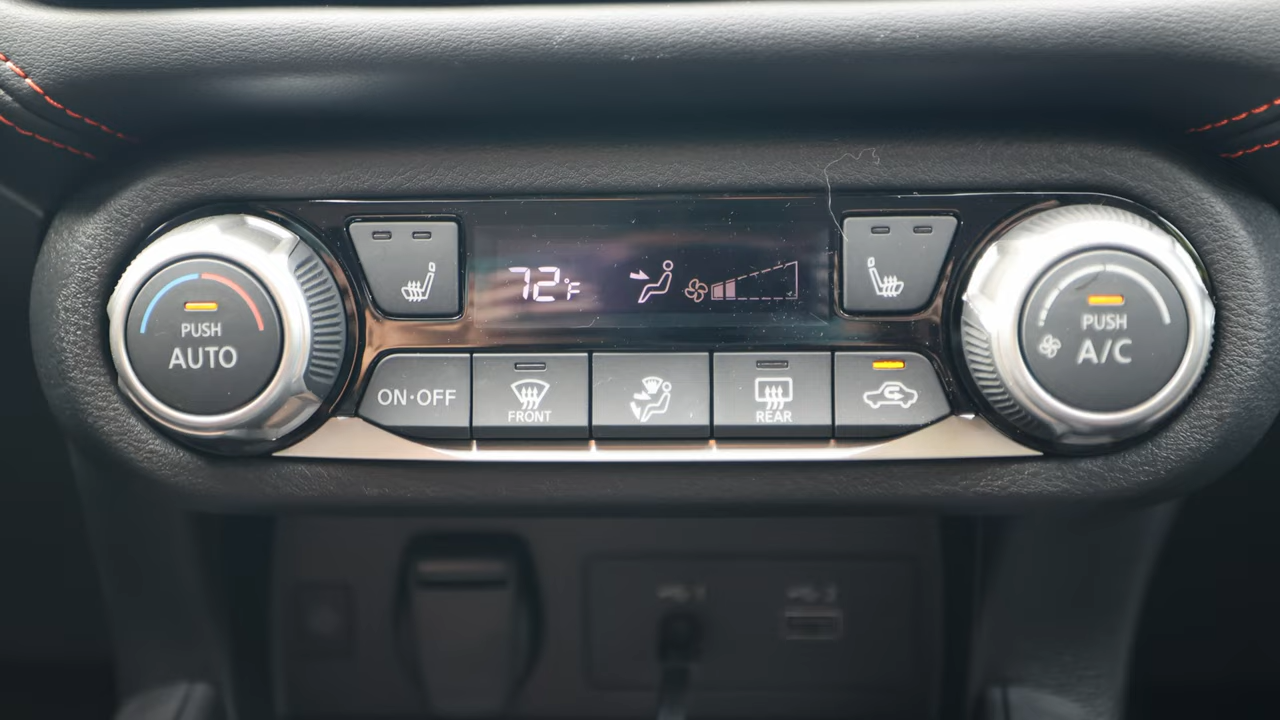 72°F
PUSH
AUTO
PUSH
A/C
ON·OFF
FRONT
REAR